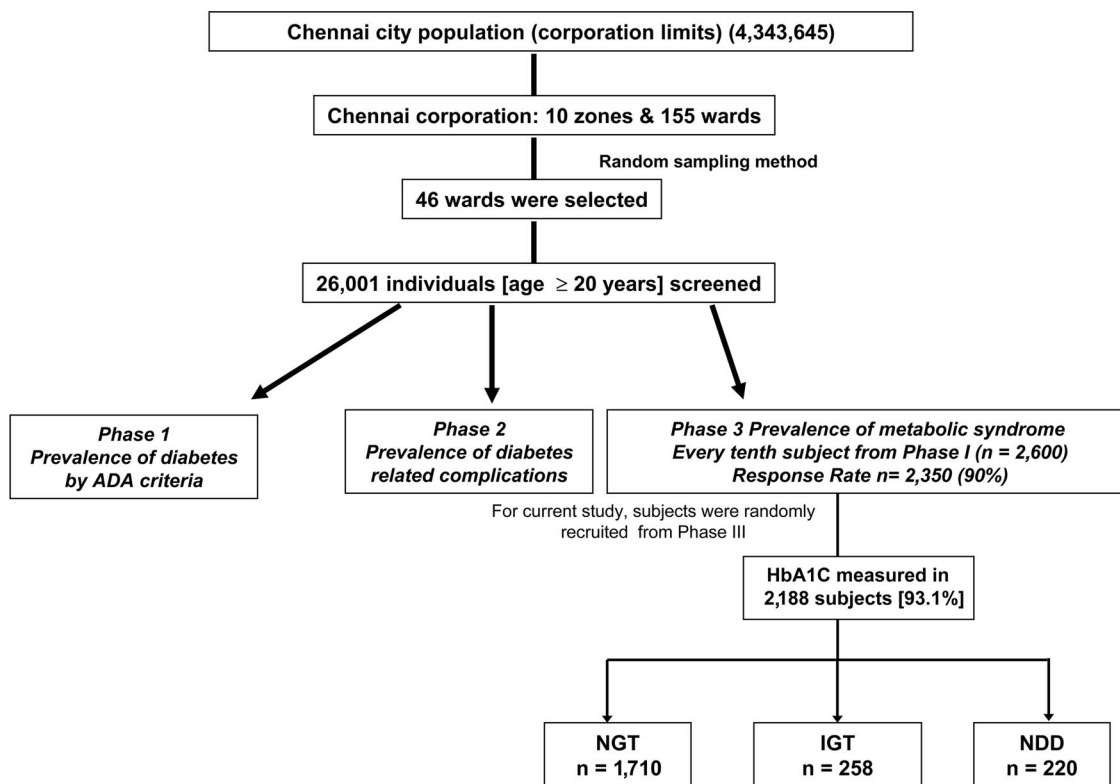 Chennai city population (corporation limits) (4,343,645)
Chennai corporation: 10 zones & 155 wards
Random sampling method
46 wards were selected
26,001 individuals [age ≥ 20 years] screened
Phase 1
Prevalence of diabetes
by ADA criteria
Phase 2
Prevalence of diabetes
related complications
Phase 3 Prevalence of metabolic syndrome
Every tenth subject from Phase I (n = 2,600)
Response Rate n= 2,350 (90%)
For current study, subjects were randomly
recruited from Phase III
HbA1C measured in
2,188 subjects [93.1%]
NGT
n = 1,710
IGT
n = 258
NDD
n = 220